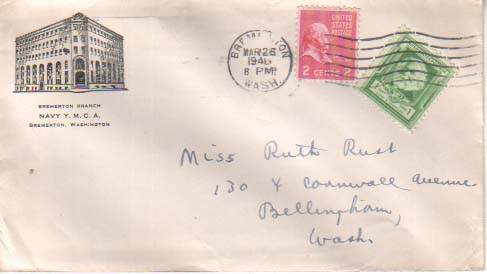 BREMERTON BRANCH
NAVY Y. M. C. A.
BREMERTON, WASHINGTON
BREMERTON
MAR 26
1940
8 PM
WASH.
UNITED
STATES
POSTAGE
2 CENTS 2
Miss Ruth Rust
130 Y Cornwall Avenue
Bellingham,
Wash.